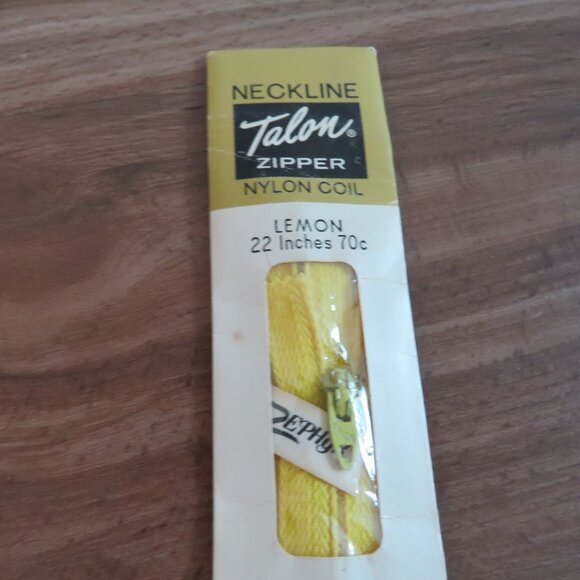 NECKLINE
Talon®
ZIPPER
NYLON COIL
LEMON
22 Inches 70c